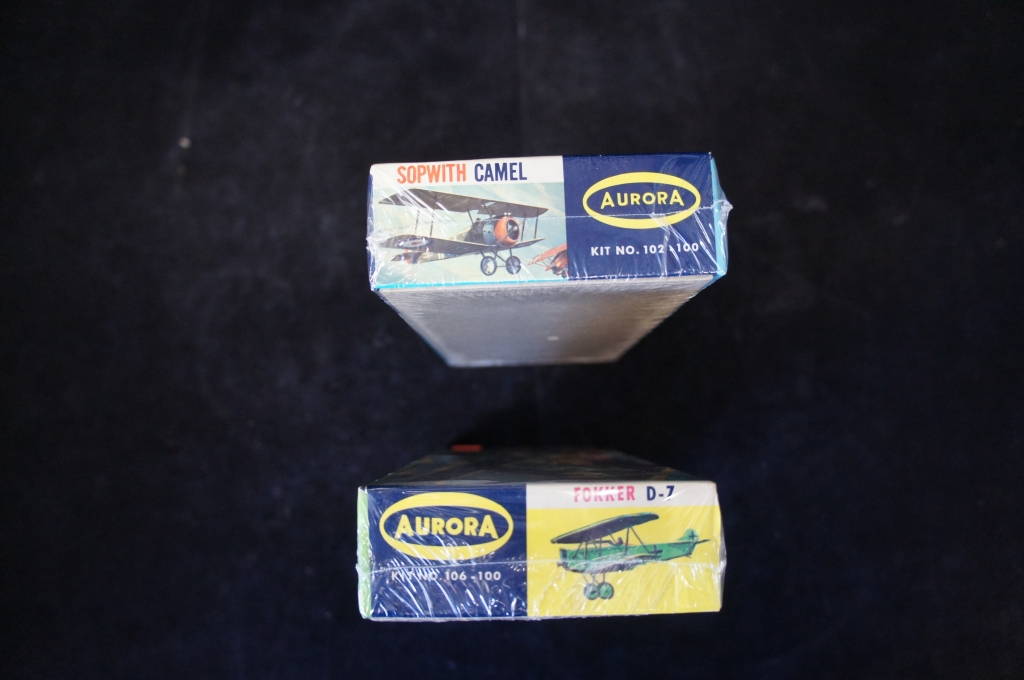 SOPWITH CAMEL
AURORA
KIT NO. 102-100
AURORA
KIT NO. 106-100
FOKKER D-7